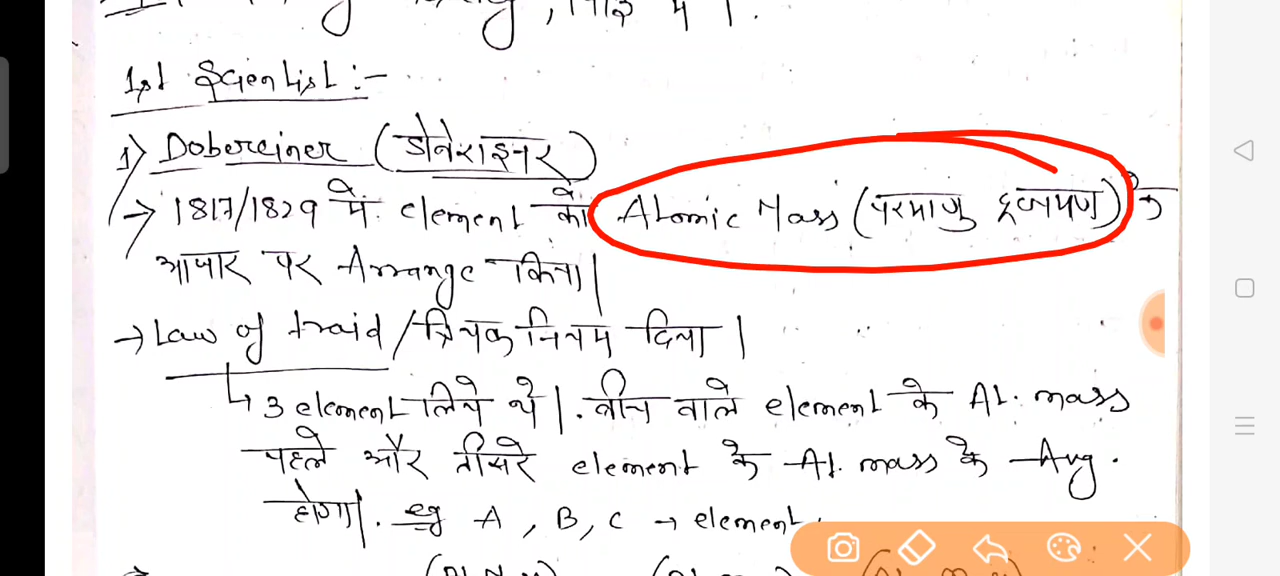 1st Scientist :-
1) Dobereiner (डोबेराइनर)
→ 1817/1829 में element को Atomic Mass (परमाणु द्रव्यमान) के
आधार पर Arrange किया|
→ Law of traid / त्रियक नियम दिया |
↳ 3 element लिये थे |. बीच वाले element के At. mass
पहले और तीसरे element के At. mass के Avg.
होगा|. eg A, B, C → element.